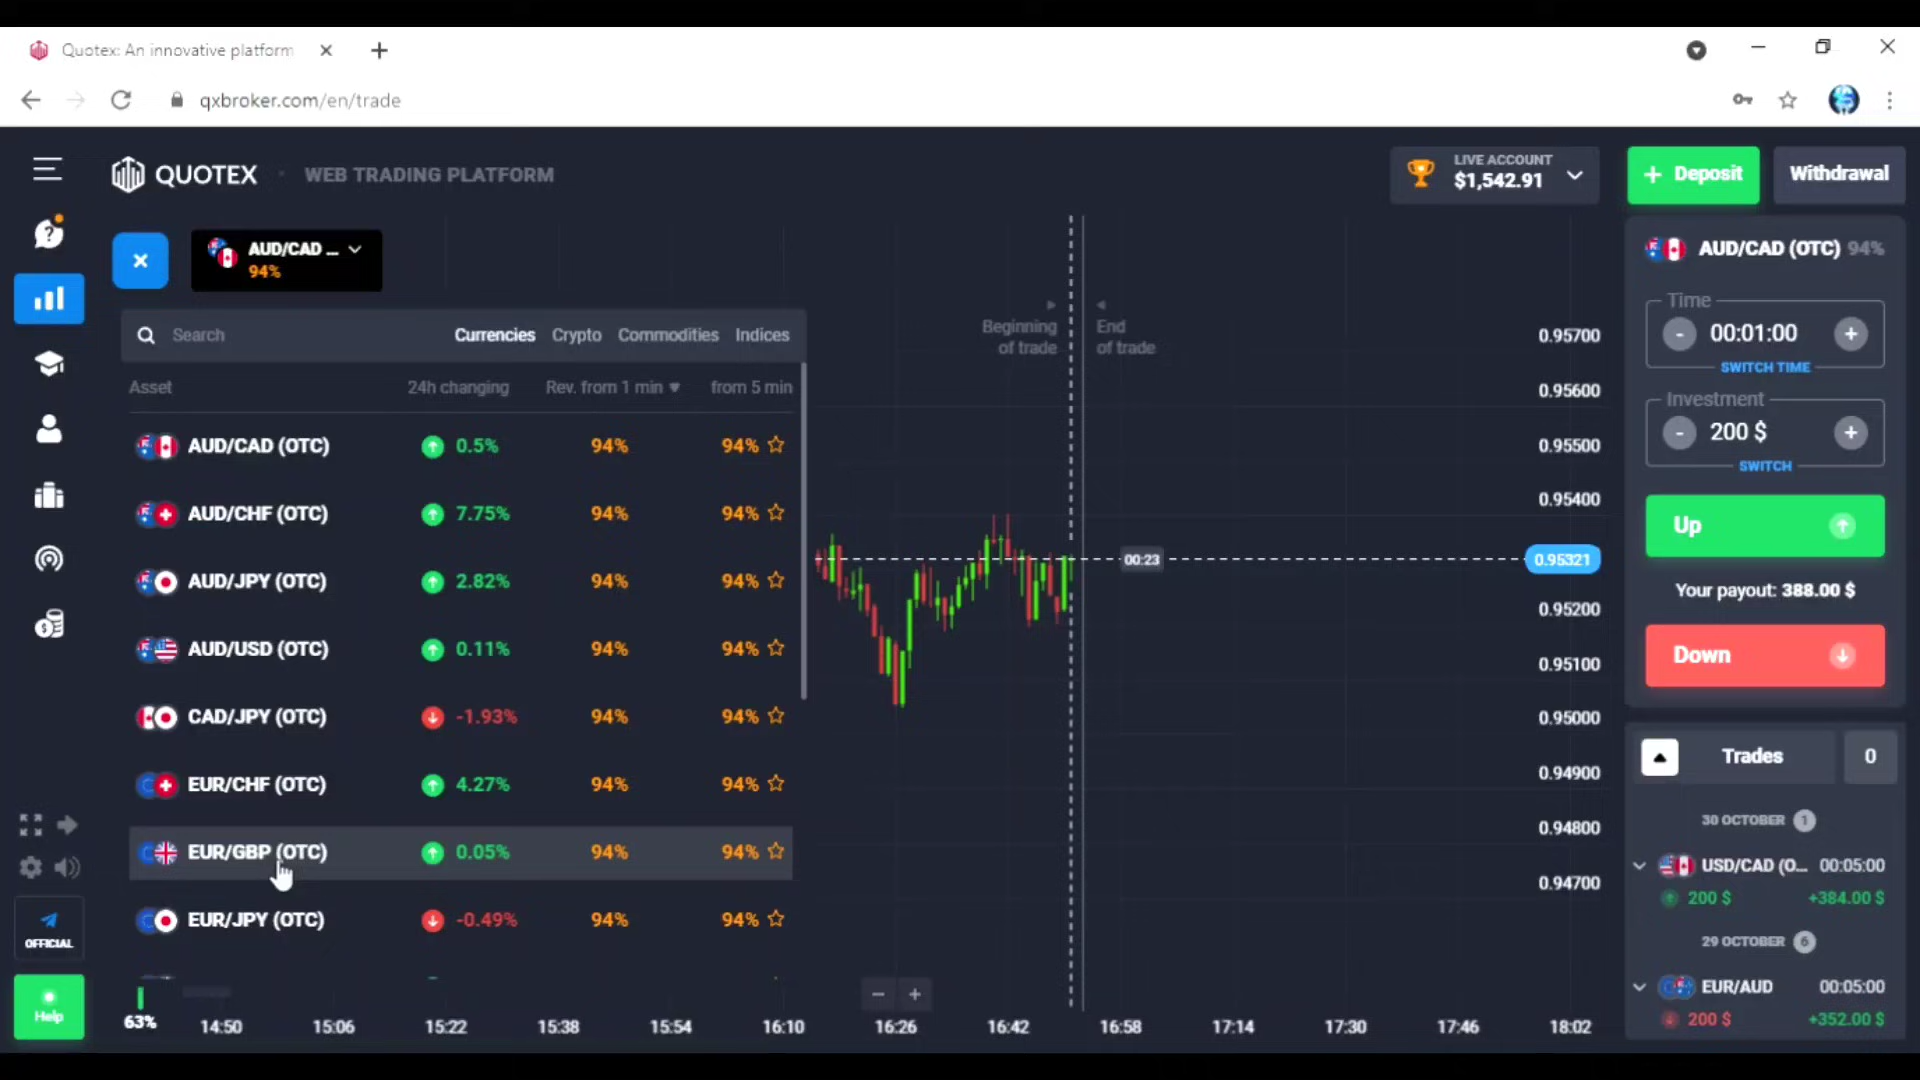 Quotex: An innovative platform
qxbroker.com/en/trade
QUOTEX
WEB TRADING PLATFORM
LIVE ACCOUNT
$1,542.91
+ Deposit
Withdrawal
AUD/CAD ...
94%
Search
Currencies Crypto Commodities Indices
Asset 24h changing Rev. from 1 min from 5 min
AUD/CAD (OTC) 0.5% 94% 94%
AUD/CHF (OTC) 7.75% 94% 94%
AUD/JPY (OTC) 2.82% 94% 94%
AUD/USD (OTC) 0.11% 94% 94%
CAD/JPY (OTC) -1.93% 94% 94%
EUR/CHF (OTC) 4.27% 94% 94%
EUR/GBP (OTC) 0.05% 94% 94%
EUR/JPY (OTC) -0.49% 94% 94%
OFFICIAL
Help
63%
Beginning
of trade
End
of trade
00:23
0.95700
0.95600
0.95500
0.95400
0.95321
0.95200
0.95100
0.95000
0.94900
0.94800
0.94700
- +
14:50 15:06 15:22 15:38 15:54 16:10 16:26 16:42 16:58 17:14 17:30 17:46 18:02
AUD/CAD (OTC) 94%
Time
- 00:01:00 +
SWITCH TIME
Investment
- 200 $ +
SWITCH
Up
Your payout: 388.00 $
Down
Trades 0
30 OCTOBER 1
USD/CAD (O... 00:05:00
200 $ +384.00 $
29 OCTOBER 6
EUR/AUD 00:05:00
200 $ +352.00 $